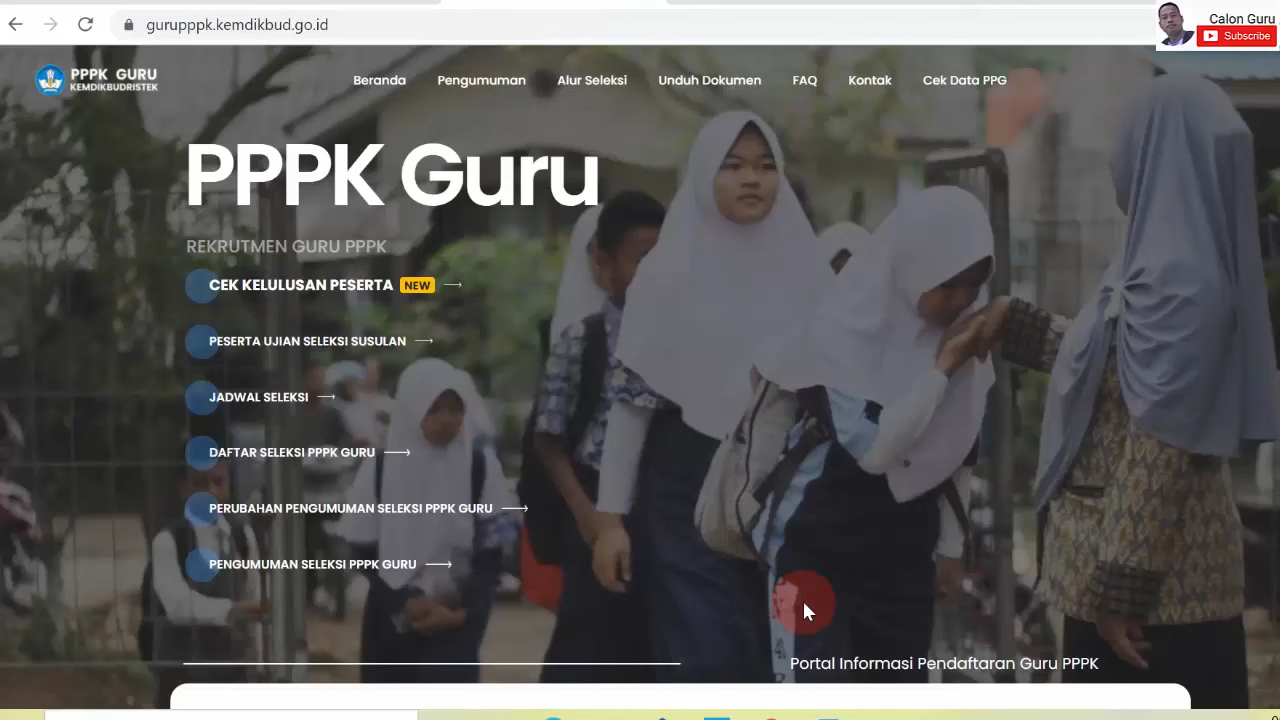 gurupppk.kemdikbud.go.id
Calon Guru
Subscribe
PPPK GURU
KEMDIKBUDRISTEK
Beranda
Pengumuman
Alur Seleksi
Unduh Dokumen
FAQ
Kontak
Cek Data PPG
PPPK Guru
REKRUTMEN GURU PPPK
CEK KELULUSAN PESERTA NEW
PESERTA UJIAN SELEKSI SUSULAN
JADWAL SELEKSI
DAFTAR SELEKSI PPPK GURU
PERUBAHAN PENGUMUMAN SELEKSI PPPK GURU
PENGUMUMAN SELEKSI PPPK GURU
Portal Informasi Pendaftaran Guru PPPK